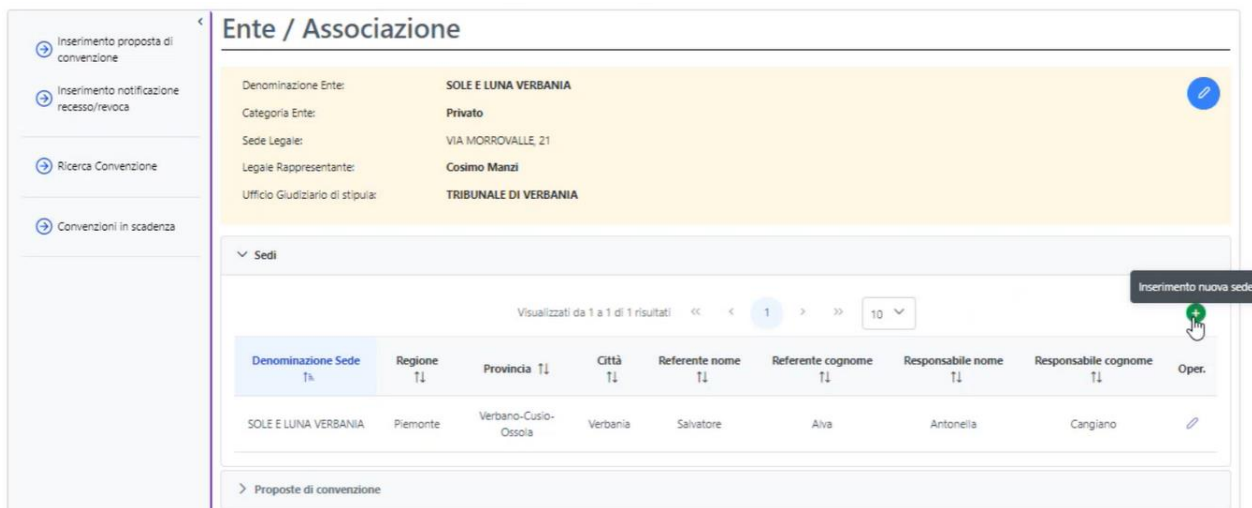 Inserimento proposta di
convenzione
Inserimento notificazione
recesso/revoca
Ricerca Convenzione
Convenzioni in scadenza
Ente / Associazione
Denominazione Ente: SOLE E LUNA VERBANIA
Categoria Ente: Privato
Sede Legale: VIA MORROVALLE, 21
Legale Rappresentante: Cosimo Manzi
Ufficio Giudiziario di stipula: TRIBUNALE DI VERBANIA
Sedi
Inserimento nuova sede
Visualizzati da 1 a 1 di 1 risultati << < 1 > >> 10
Denominazione Sede Regione Provincia Città Referente nome Referente cognome Responsabile nome Responsabile cognome Oper.
SOLE E LUNA VERBANIA Piemonte Verbano-Cusio-
Ossola Verbania Salvatore Alva Antonella Cangiano
Proposte di convenzione